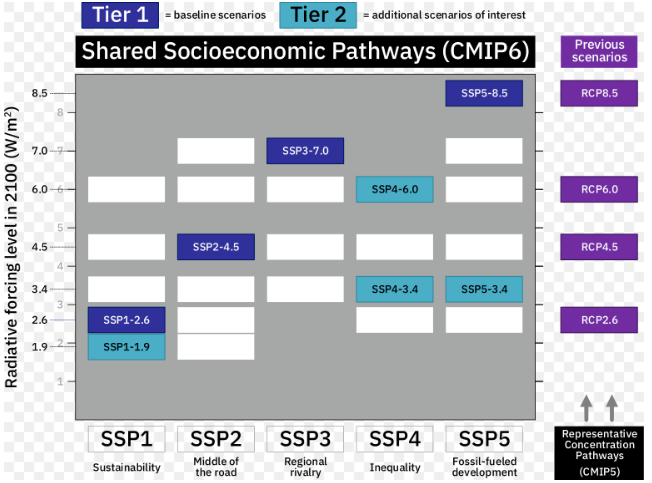 Tier 1 = baseline scenarios Tier 2 = additional scenarios of interest
Shared Socioeconomic Pathways (CMIP6)
Previous
scenarios
Radiative forcing level in 2100 (W/m²)
8.5 SSP5-8.5 RCP8.5
8
7.0 7 SSP3-7.0
6.0 6 SSP4-6.0 RCP6.0
5
4.5 SSP2-4.5 RCP4.5
4
3.4 SSP4-3.4 SSP5-3.4
3
2.6 SSP1-2.6 RCP2.6
2
1.9 SSP1-1.9
1
SSP1 SSP2 SSP3 SSP4 SSP5
Sustainability
Middle of
the road
Regional
rivalry
Inequality
Fossil-fueled
development
Representative
Concentration
Pathways
(CMIP5)